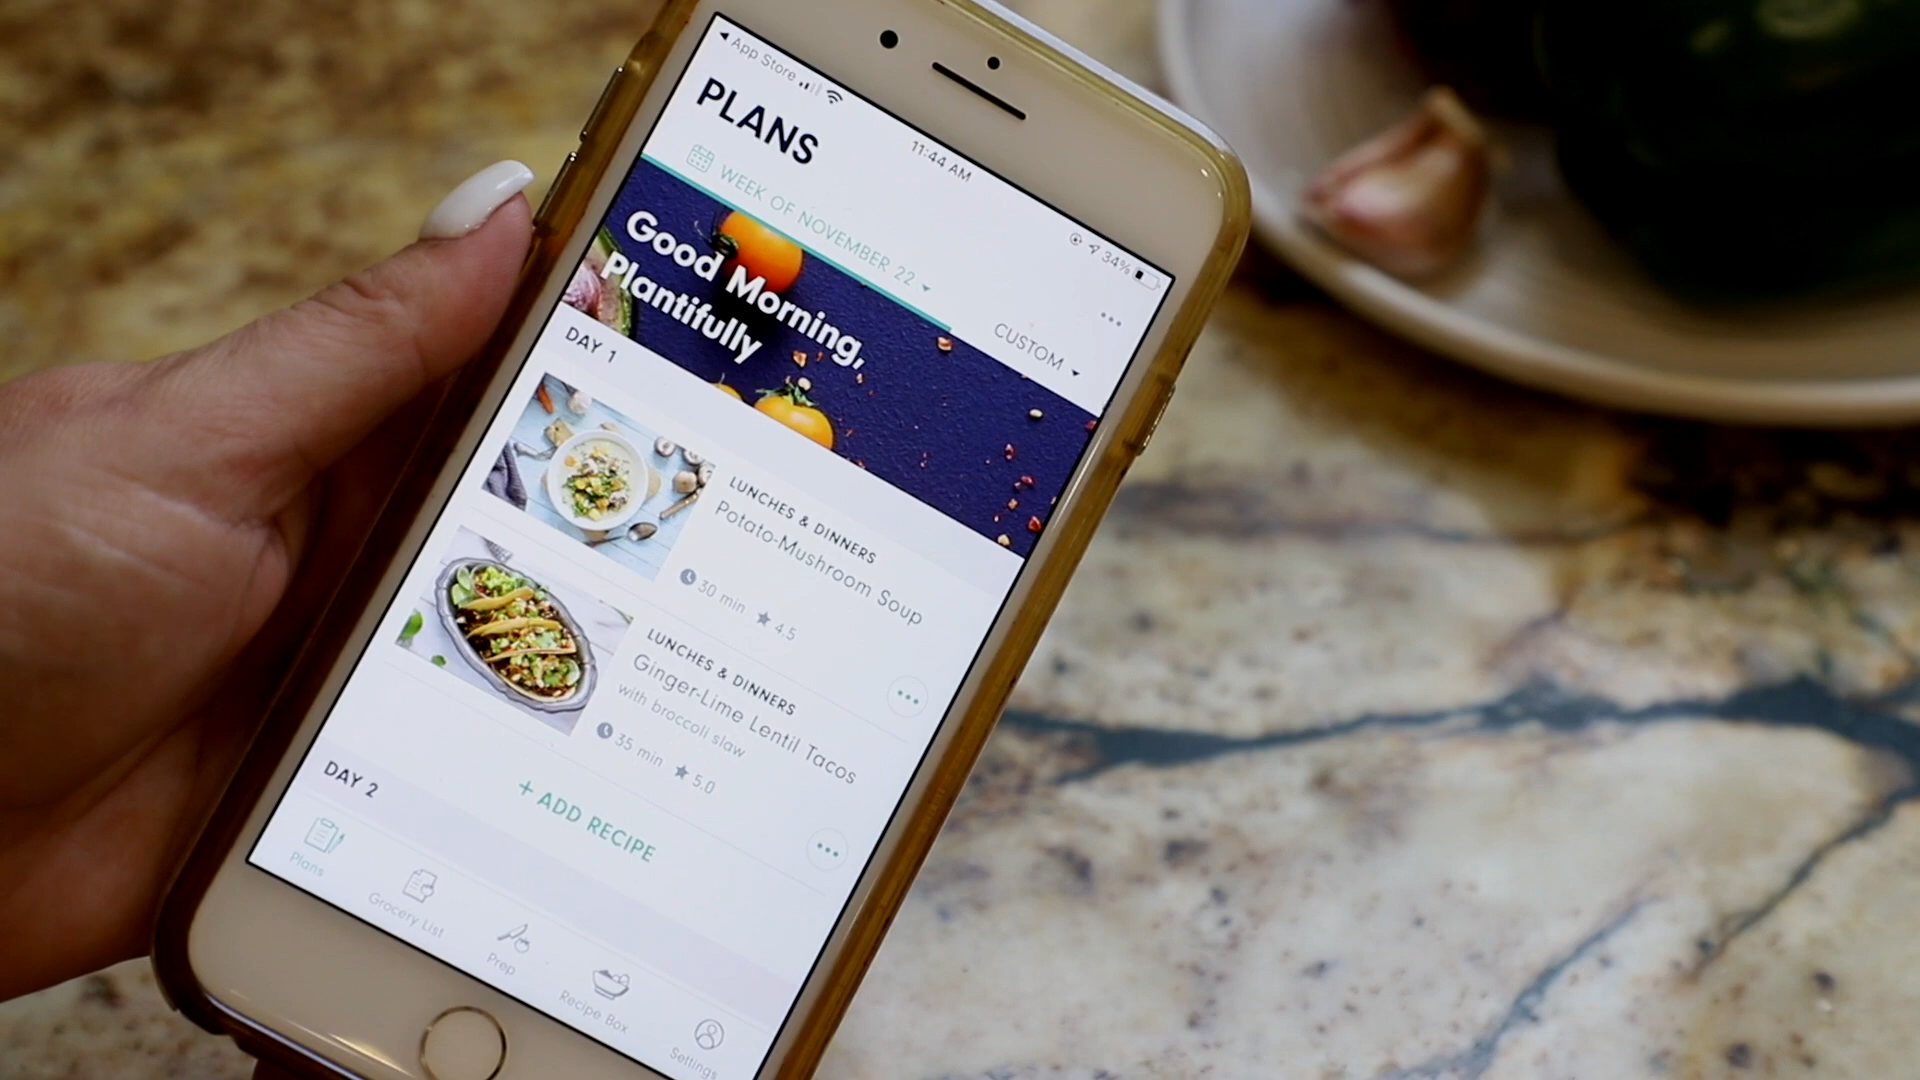 App Store
11:44 AM
34%
PLANS
WEEK OF NOVEMBER 22
CUSTOM
Good Morning,
Plantifully
DAY 1
LUNCHES & DINNERS
Potato-Mushroom Soup
30 min 4.5
LUNCHES & DINNERS
Ginger-Lime Lentil Tacos
with broccoli slaw
35 min 5.0
+ ADD RECIPE
DAY 2
Plans
Grocery List
Prep
Recipe Box
Settings